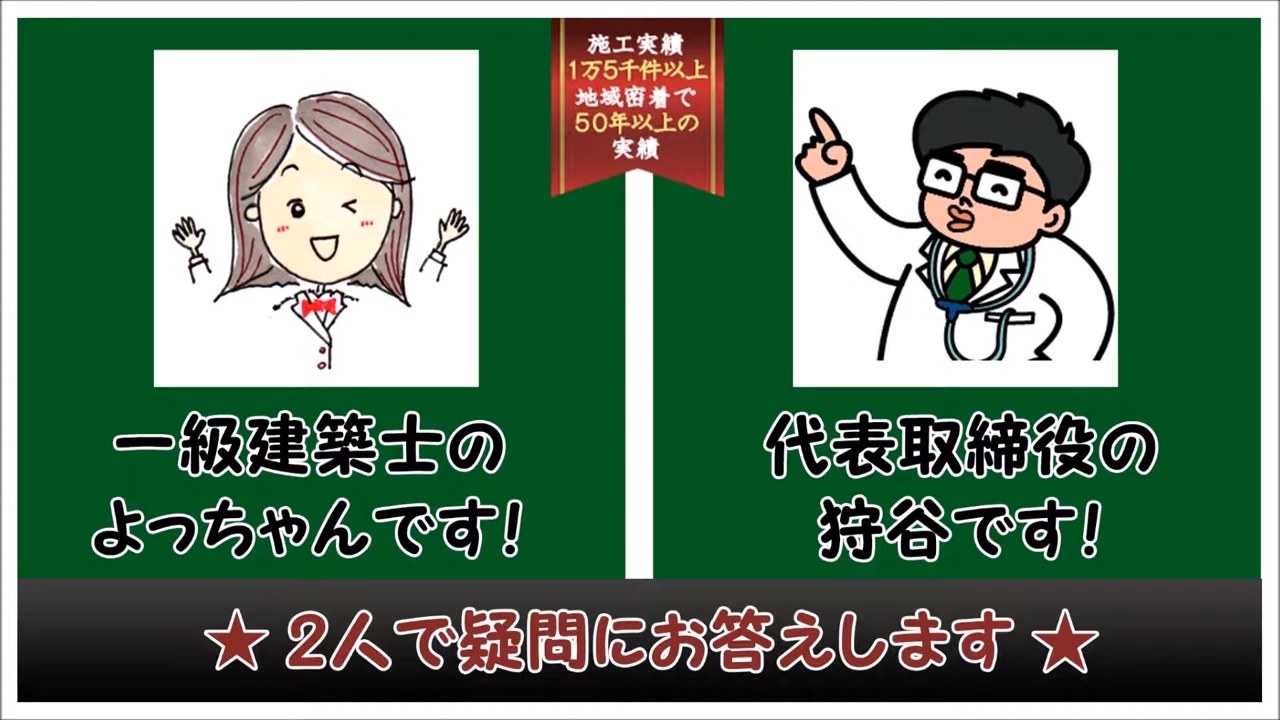 施工実績
1万5千件以上
地域密着で
50年以上の
実績
一級建築士の
よっちゃんです!
代表取締役の
狩谷です!
★ 2人で疑問にお答えします ★